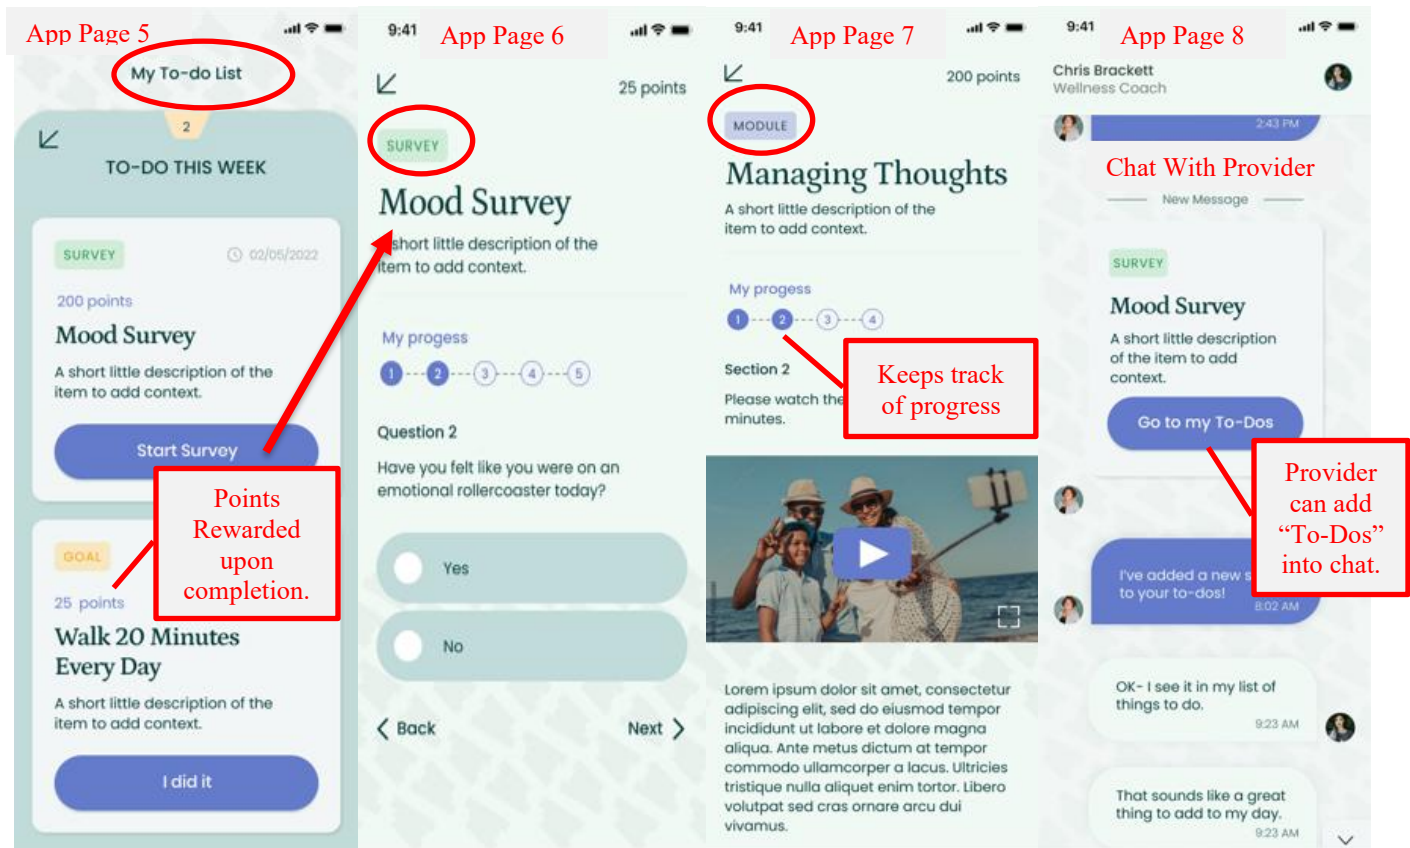 App Page 5
My To-do List
2
TO-DO THIS WEEK
SURVEY
02/05/2022
200 points
Mood Survey
A short little description of the
item to add context.
Start Survey
Points
Rewarded
upon
completion.
GOAL
25 points
Walk 20 Minutes
Every Day
A short little description of the
item to add context.
I did it
9:41
App Page 6
25 points
SURVEY
Mood Survey
short little description of the
item to add context.
My progess
1 2 3 4 5
Question 2
Have you felt like you were on an
emotional rollercoaster today?
Yes
No
Back
Next
9:41
App Page 7
200 points
MODULE
Managing Thoughts
A short little description of the
item to add context.
My progess
1 2 3 4
Keeps track
of progress
Section 2
Please watch the
minutes.
Lorem ipsum dolor sit amet, consectetur
adipiscing elit, sed do eiusmod tempor
incididunt ut labore et dolore magna
aliqua. Ante metus dictum at tempor
commodo ullamcorper a lacus. Ultricies
tristique nulla aliquet enim tortor. Libero
volutpat sed cras ornare arcu dui
vivamus.
9:41
App Page 8
Chris Brackett
Wellness Coach
2:43 PM
Chat With Provider
New Message
SURVEY
Mood Survey
A short little description
of the item to add
context.
Go to my To-Dos
Provider
can add
“To-Dos”
into chat.
I've added a new s
to your to-dos!
8:02 AM
OK- I see it in my list of
things to do.
9:23 AM
That sounds like a great
thing to add to my day.
9:23 AM